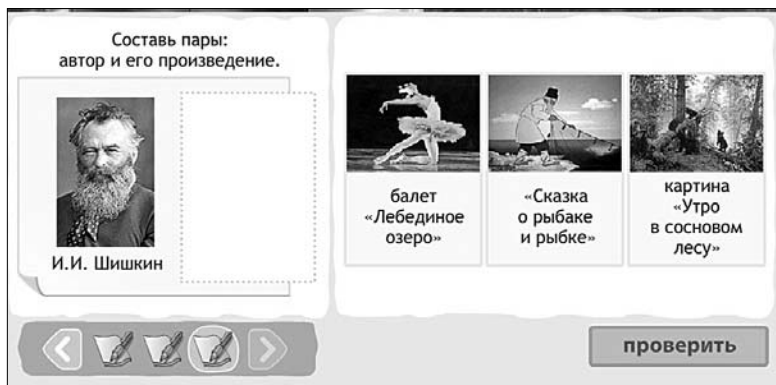 Составь пары:
автор и его произведение.
И.И. Шишкин
балет
«Лебединое
озеро»
«Сказка
о рыбаке
и рыбке»
картина
«Утро
в сосновом
лесу»
проверить